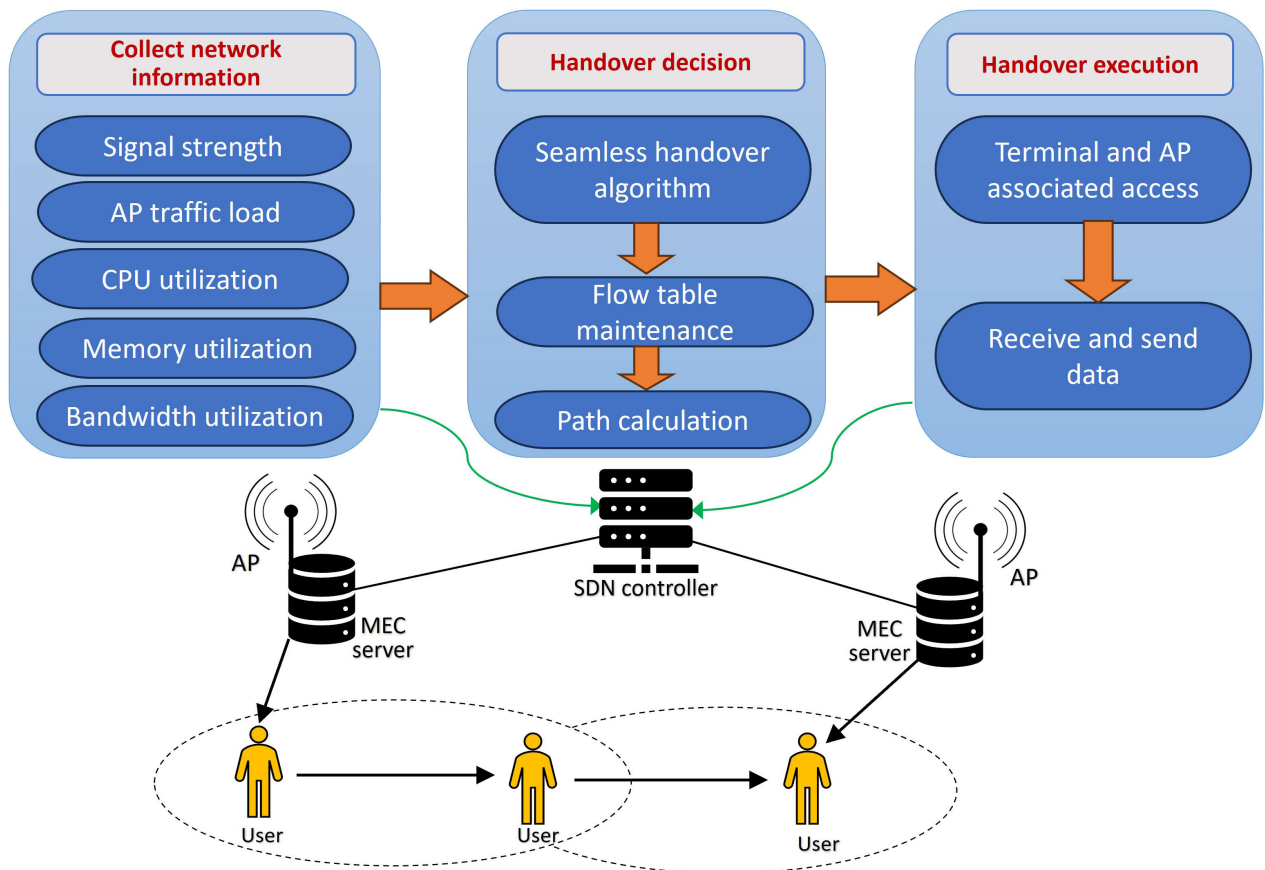 Collect network
information
Signal strength
AP traffic load
CPU utilization
Memory utilization
Bandwidth utilization
Handover decision
Seamless handover
algorithm
Flow table
maintenance
Path calculation
Handover execution
Terminal and AP
associated access
Receive and send
data
AP
MEC
server
SDN controller
AP
MEC
server
User
User
User